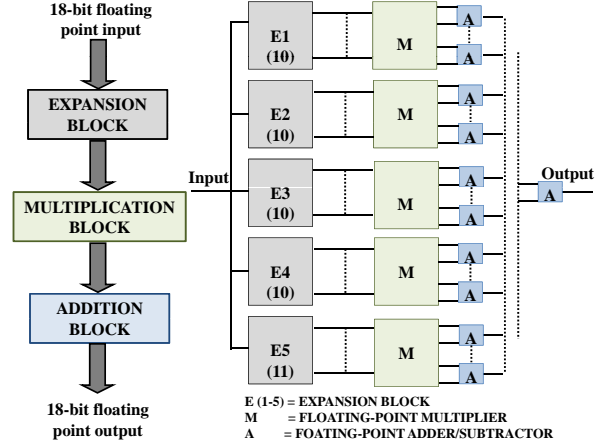 18-bit floating
point input
EXPANSION
BLOCK
MULTIPLICATION
BLOCK
ADDITION
BLOCK
18-bit floating
point output
Input
E1
(10)
M
A
A
E2
(10)
M
A
A
E3
(10)
M
A
A
E4
(10)
M
A
A
E5
(11)
M
A
A
Output
A
E (1-5) = EXPANSION BLOCK
M = FLOATING-POINT MULTIPLIER
A = FOATING-POINT ADDER/SUBTRACTOR